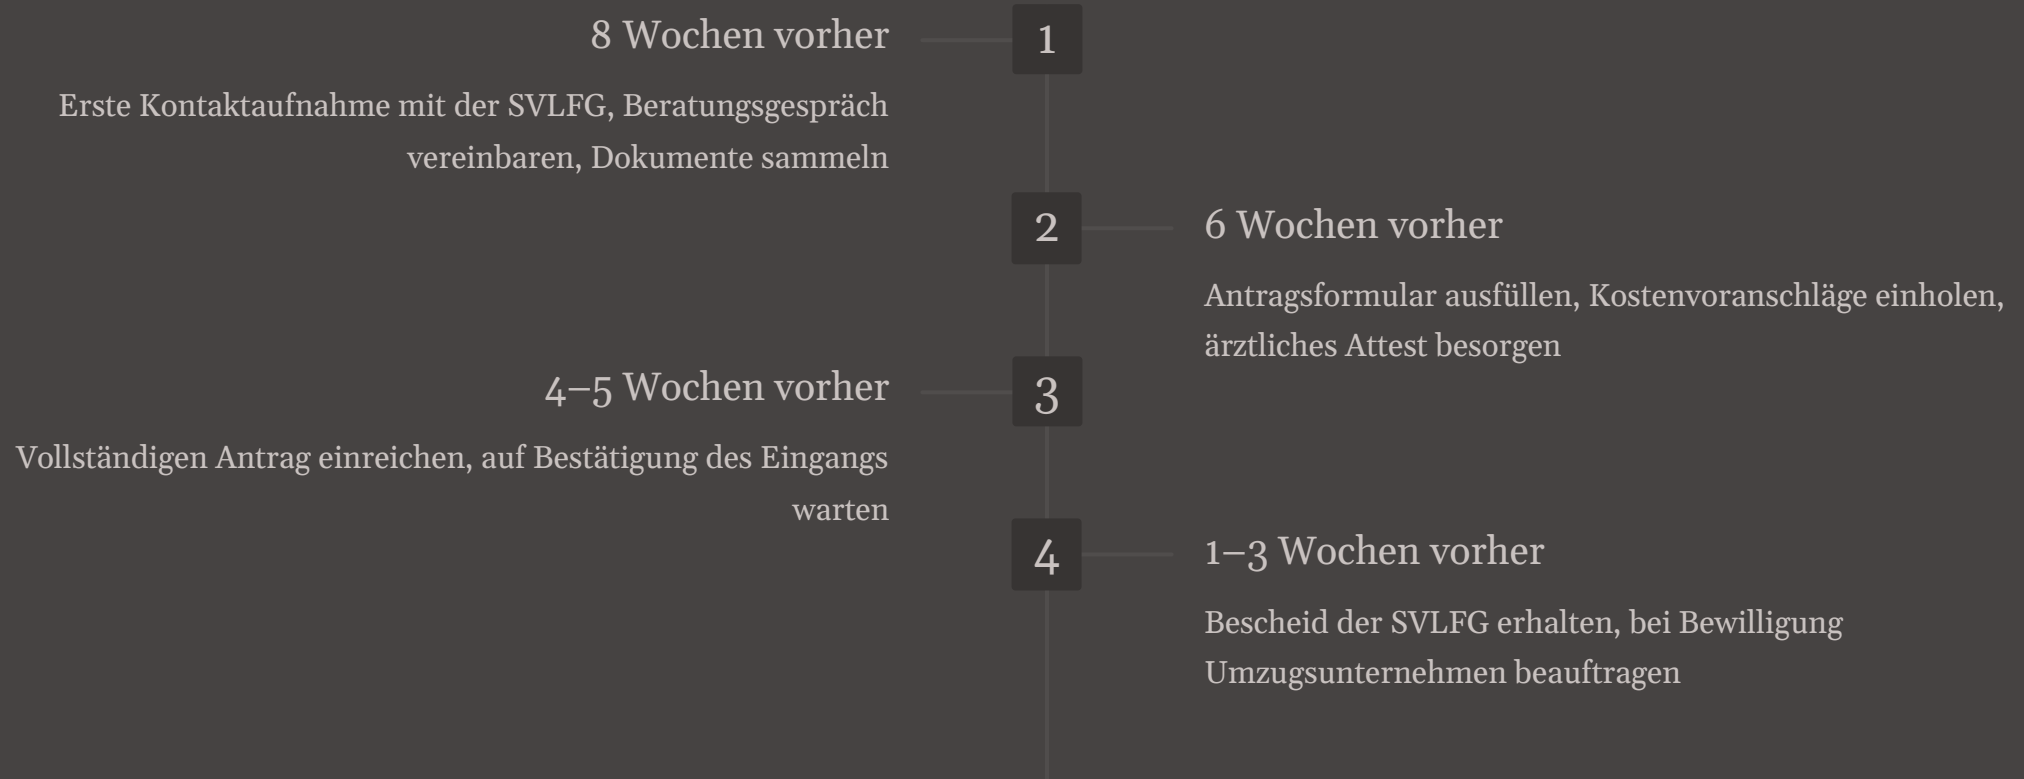 8 Wochen vorher
1
Erste Kontaktaufnahme mit der SVLFG, Beratungsgespräch
vereinbaren, Dokumente sammeln
2
6 Wochen vorher
Antragsformular ausfüllen, Kostenvoranschläge einholen,
ärztliches Attest besorgen
4–5 Wochen vorher
3
Vollständigen Antrag einreichen, auf Bestätigung des Eingangs
warten
4
1–3 Wochen vorher
Bescheid der SVLFG erhalten, bei Bewilligung
Umzugsunternehmen beauftragen